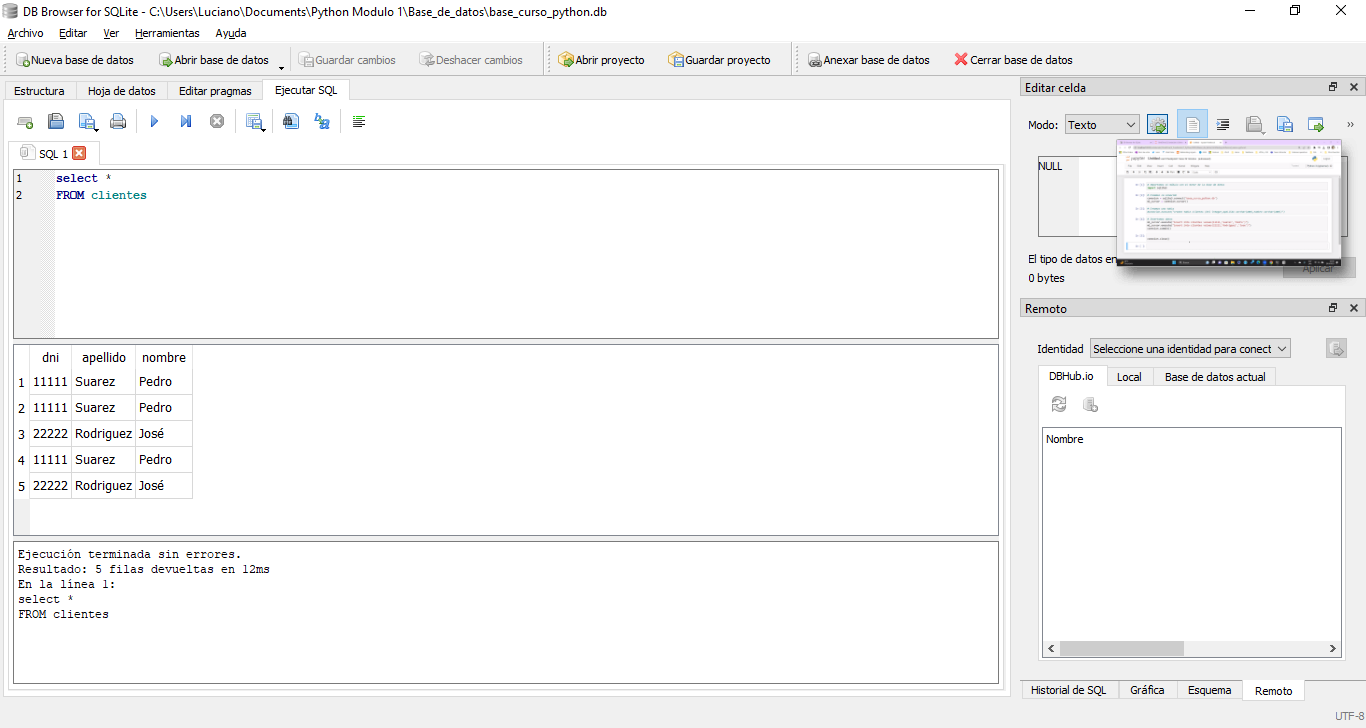 DB Browser for SQLite - C:\Users\Luciano\Documents\Python Modulo 1\Base_de_datos\base_curso_python.db
Archivo Editar Ver Herramientas Ayuda
Nueva base de datos Abrir base de datos Guardar cambios Deshacer cambios Abrir proyecto Guardar proyecto Anexar base de datos Cerrar base de datos
Estructura Hoja de datos Editar pragmas Ejecutar SQL
SQL 1
1 select *
2 FROM clientes
dni apellido nombre
1 11111 Suarez Pedro
2 11111 Suarez Pedro
3 22222 Rodriguez José
4 11111 Suarez Pedro
5 22222 Rodriguez José
Ejecución terminada sin errores.
Resultado: 5 filas devueltas en 12ms
En la línea 1:
select *
FROM clientes
Editar celda
Modo: Texto
NULL
El tipo de datos en
0 bytes
Aplicar
Remoto
Identidad Seleccione una identidad para conect
DBHub.io Local Base de datos actual
Nombre
Historial de SQL Gráfica Esquema Remoto
UTF-8